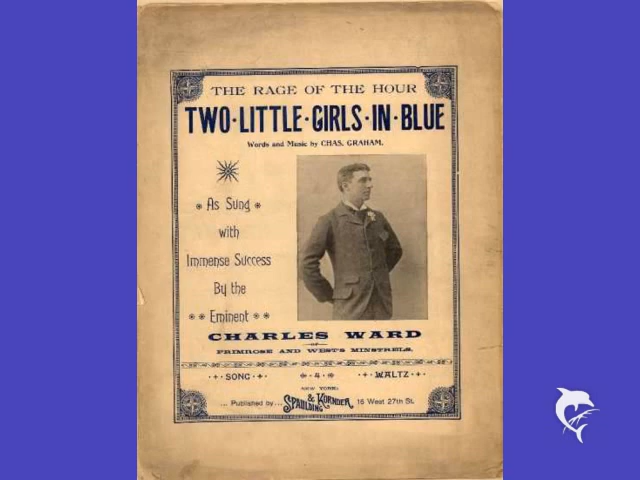 THE RAGE OF THE HOUR
TWO·LITTLE·GIRLS·IN·BLUE
Words and Music by CHAS. GRAHAM.
As Sung
with
Immense Success
By the
Eminent
CHARLES WARD
OF
PRIMROSE AND WEST'S MINSTRELS.
SONG 4 WALTZ
NEW YORK:
... Published by ... SPAULDING & KORNDER, 16 West 27th St.